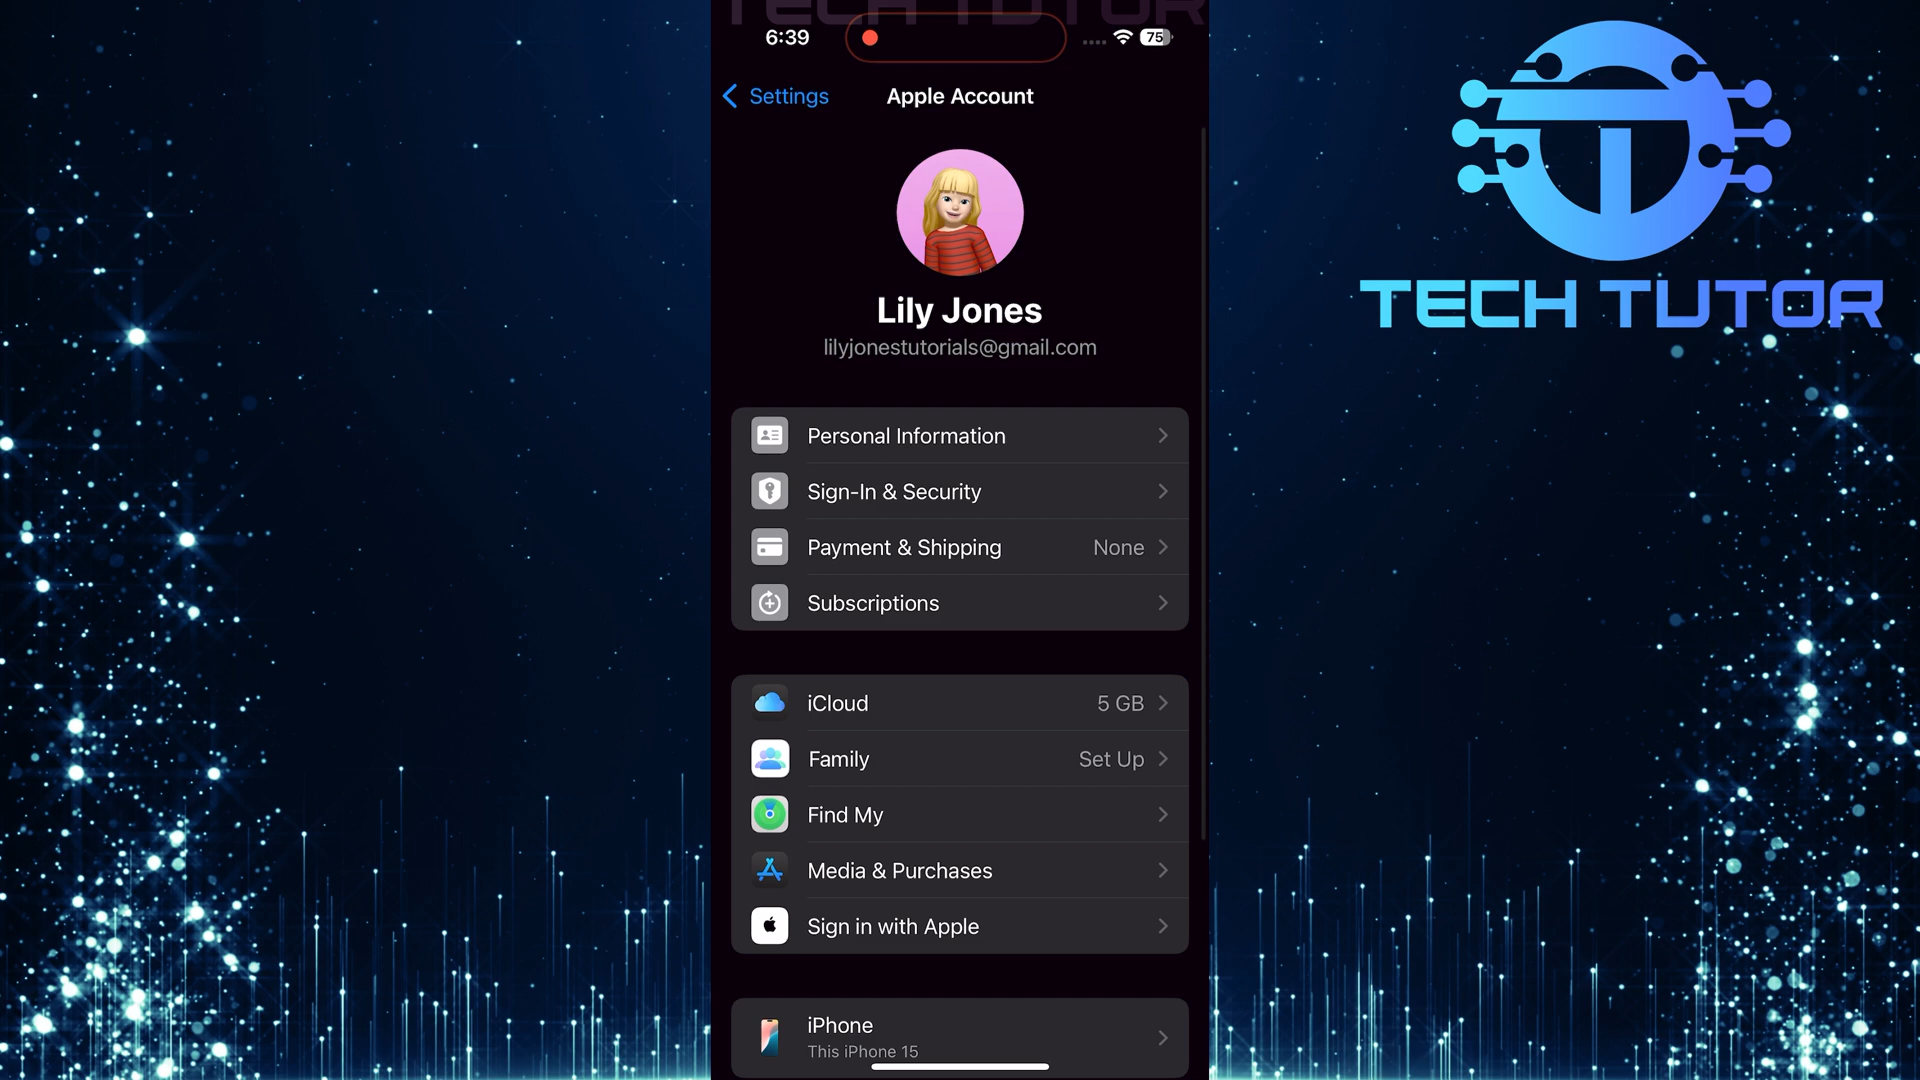 TECH TUTOR
6:39
75
Settings
Apple Account
Lily Jones
lilyjonestutorials@gmail.com
Personal Information
Sign-In & Security
Payment & Shipping None
Subscriptions
iCloud 5 GB
Family Set Up
Find My
Media & Purchases
Sign in with Apple
iPhone
This iPhone 15
TECH TUTOR